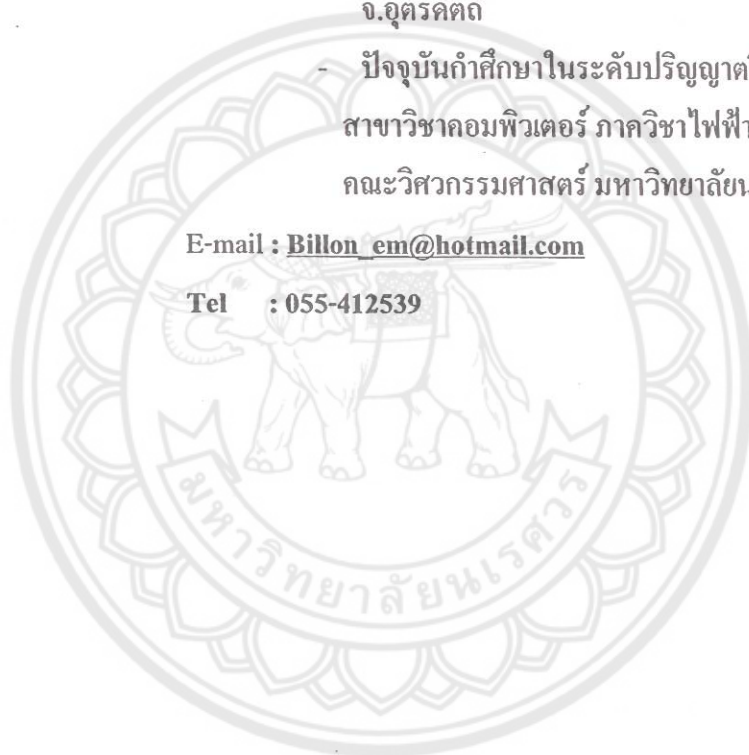 จ.อุตรดตถ
- ปัจจุบันกำศึกษาในระดับปริญญาต
สาขาวิชาคอมพิวเตอร์ ภาควิชาไฟฟ้า
คณะวิศวกรรมศาสตร์ มหาวิทยาลัยน
E-mail : Billon_em@hotmail.com
Tel : 055-412539
มหาวิทยาลัยนเรศวร